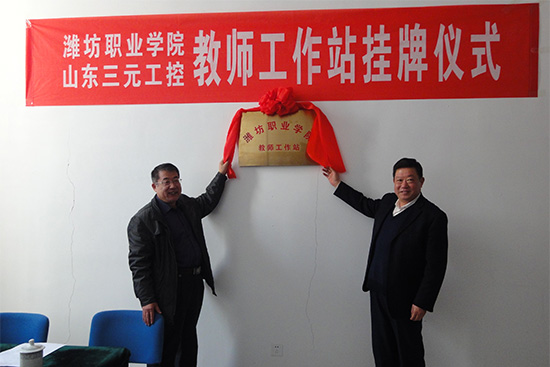 潍坊职业学院
山东三元工控
教师工作站挂牌仪式
潍坊职业学院
教师工作站